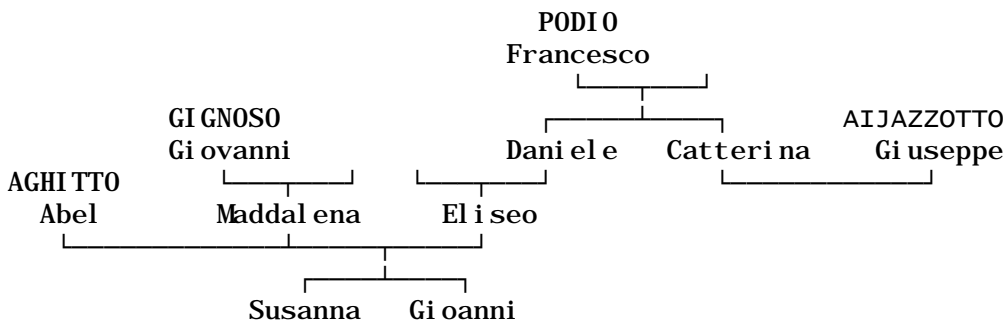 PODIO
Francesco
GIGNOSO AIJAZZOTTO
Giovanni Daniele Catterina Giuseppe
AGHITTO
Abel Maddalena Eliseo
Susanna Gioanni